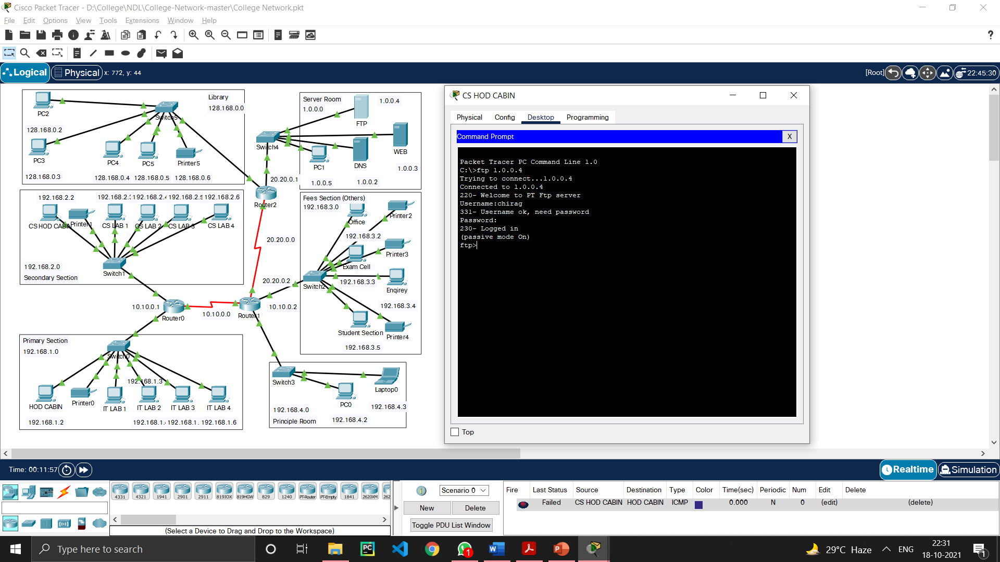 Cisco Packet Tracer - D:\College\NDL\College-Network-master\College Network.pkt
File Edit Options View Tools Extensions Window Help
?
Logical Physical x: 772, y: 44
[Root] 22:45:30
Library
128.168.0.0
PC2
Switch5
128.168.0.2
PC3
PC4
PC5
Printer5
128.168.0.3
128.168.0.4
128.168.0.5
128.168.0.6
Server Room
1.0.0.0
1.0.0.4
FTP
Switch4
WEB
PC1
DNS
1.0.0.3
1.0.0.5
1.0.0.2
20.20.0.1
Router2
192.168.2.2
192.168.2.
192.168.2.4
192.168.2.5
192.168.2.6
CS HOD CABIN
Printer1
CS LAB 1
CS LAB 2
CS LAB 3
CS LAB 4
192.168.2.0
Switch1
Secondary Section
Fees Section (Others)
192.168.3.0
Printer2
Office
192.168.3.2
20.20.0.0
Printer3
Exam Cell
20.20.0.2
Switch2
192.168.3.3
Enqirey
192.168.3.4
Student Section
Printer4
192.168.3.5
10.10.0.1
Router0
10.10.0.0
Router1
10.10.0.2
Primary Section
192.168.1.0
Switch0
192.168.1.3
HOD CABIN
Printer0
IT LAB 1
IT LAB 2
IT LAB 3
IT LAB 4
192.168.1.2
192.168.1.
192.168.1.
192.168.1.6
Switch3
Laptop0
PC0
192.168.4.3
192.168.4.0
192.168.4.2
Principle Room
CS HOD CABIN
Physical Config Desktop Programming
Command Prompt X
Packet Tracer PC Command Line 1.0
C:\>ftp 1.0.0.4
Trying to connect...1.0.0.4
Connected to 1.0.0.4
220- Welcome to PT Ftp server
Username:chirag
331- Username ok, need password
Password:
230- Logged in
(passive mode On)
ftp>
Top
Time: 00:11:57
Realtime Simulation
4331 4321 1941 2901 2911 819IOX 819HGW 829 1240 PT-Router PT-Empty 1841 2620XM 262
(Select a Device to Drag and Drop to the Workspace)
Scenario 0
New Delete
Toggle PDU List Window
Fire Last Status Source Destination Type Color Time(sec) Periodic Num Edit Delete
Failed CS HOD CABIN HOD CABIN ICMP 0.000 N 0 (edit) (delete)
Type here to search
PC
1
29°C Haze
ENG
22:31
18-10-2021
1